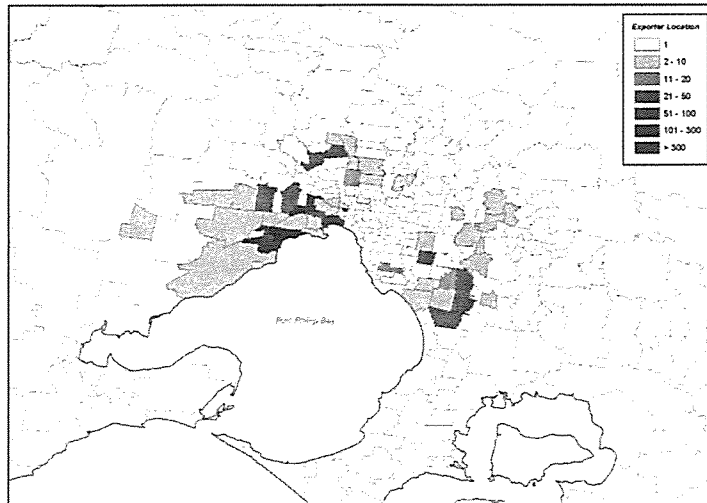 Exporter Location
1
2 - 10
11 - 20
21 - 50
51 - 100
101 - 300
> 300
Port Phillip Bay